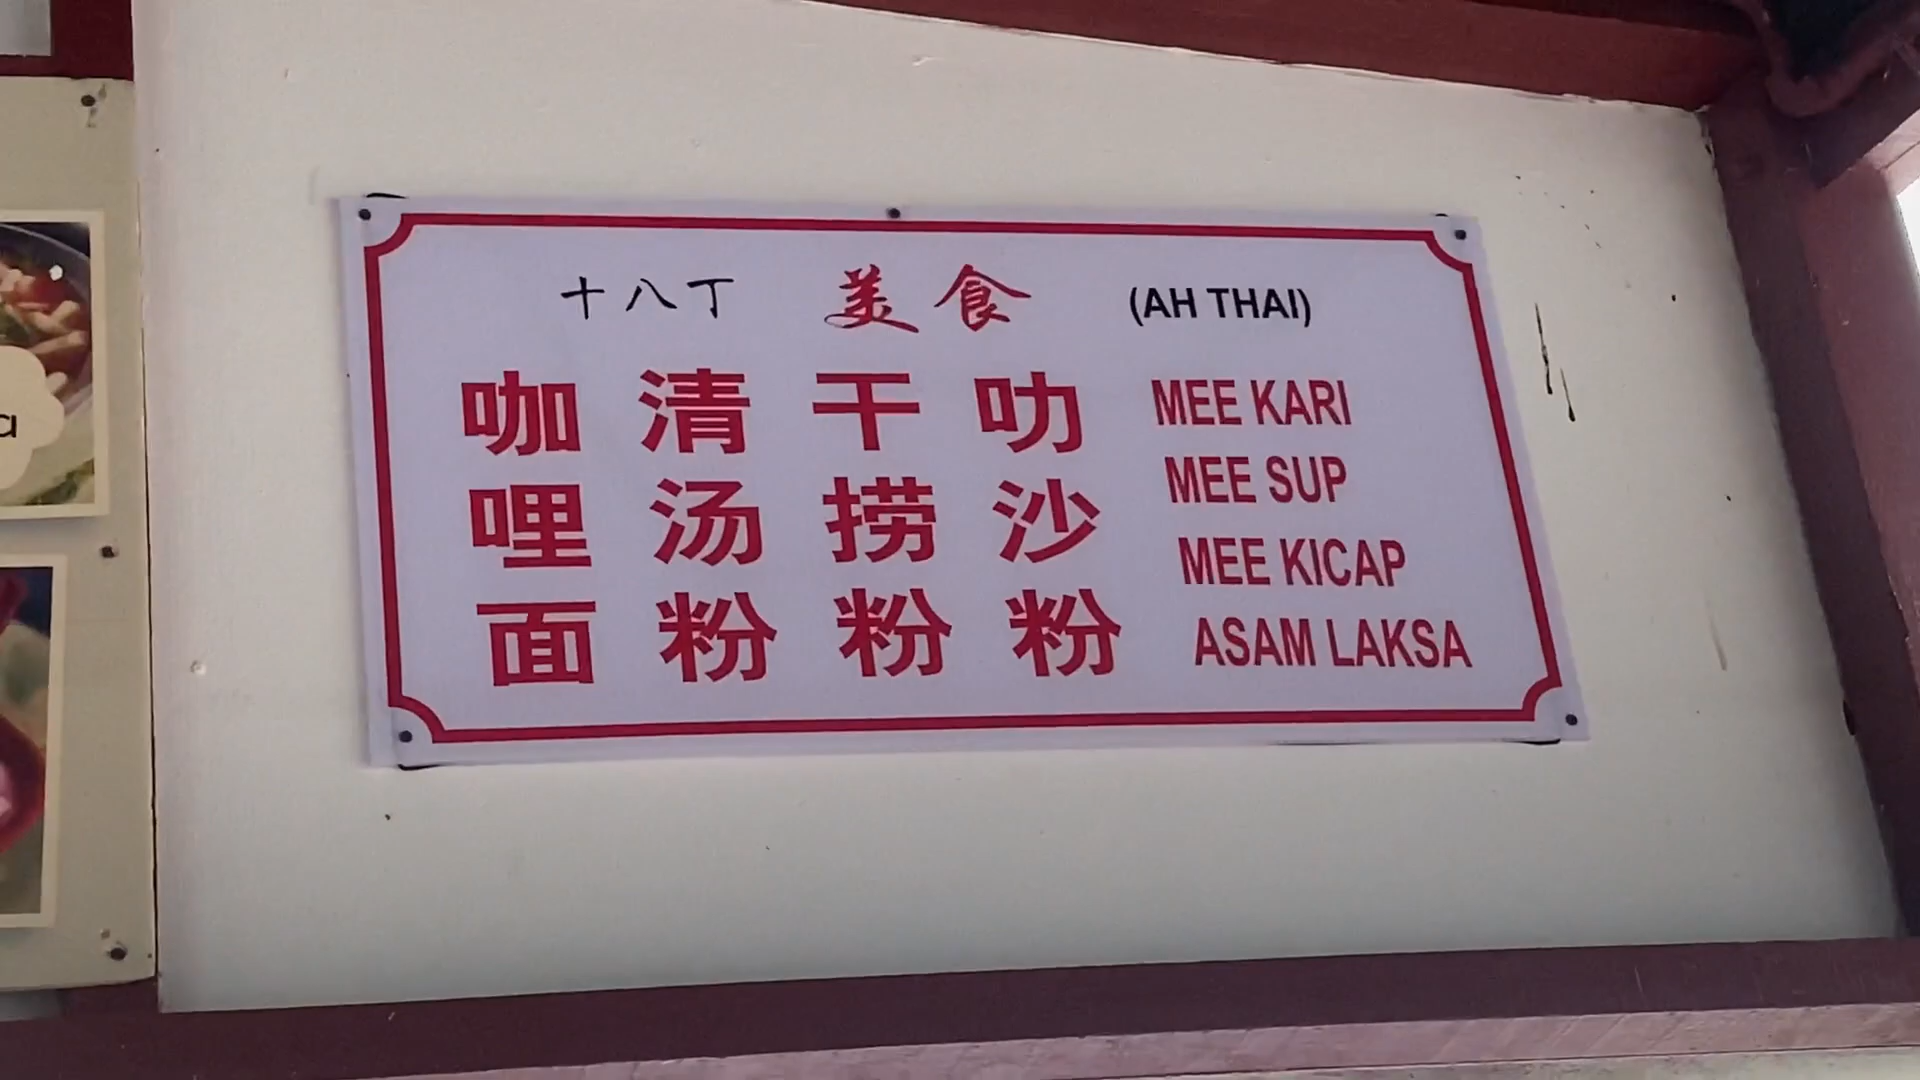 十八丁 美食 (AH THAI)
咖哩面
清汤粉
干捞粉
叻沙粉
MEE KARI
MEE SUP
MEE KICAP
ASAM LAKSA